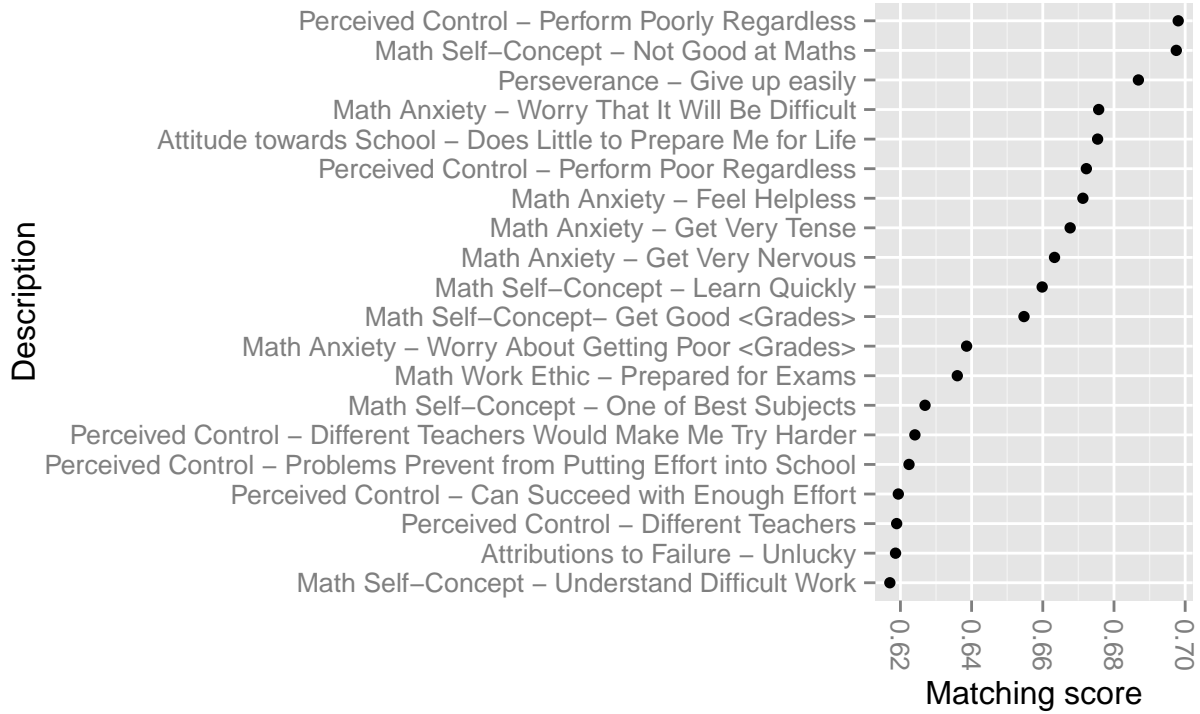 Perceived Control − Perform Poorly Regardless
Math Self−Concept − Not Good at Maths
Perseverance − Give up easily
Math Anxiety − Worry That It Will Be Difficult
Attitude towards School − Does Little to Prepare Me for Life
Perceived Control − Perform Poor Regardless
Math Anxiety − Feel Helpless
Math Anxiety − Get Very Tense
Math Anxiety − Get Very Nervous
Math Self−Concept − Learn Quickly
Math Self−Concept− Get Good <Grades>
Math Anxiety − Worry About Getting Poor <Grades>
Math Work Ethic − Prepared for Exams
Math Self−Concept − One of Best Subjects
Perceived Control − Different Teachers Would Make Me Try Harder
Perceived Control − Problems Prevent from Putting Effort into School
Perceived Control − Can Succeed with Enough Effort
Perceived Control − Different Teachers
Attributions to Failure − Unlucky
Math Self−Concept − Understand Difficult Work
Description
0.62
0.64
0.66
0.68
0.70
Matching score